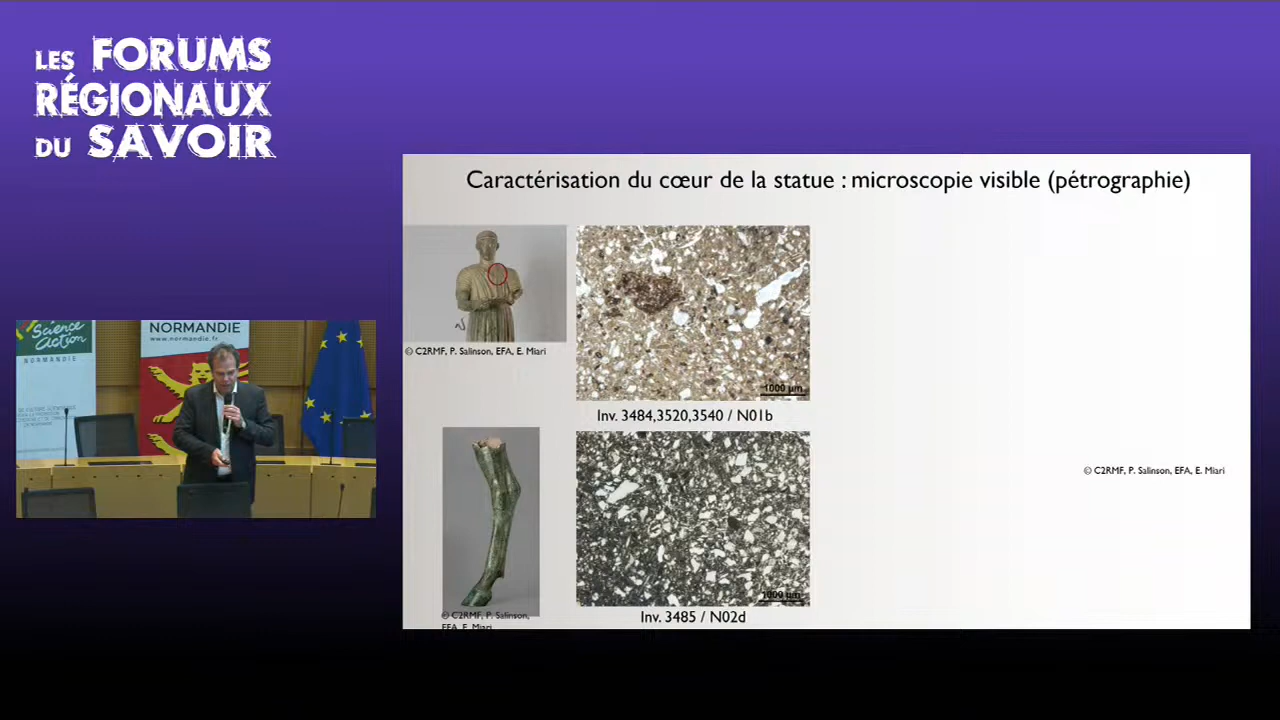 LES FORUMS
RÉGIONAUX
DU SAVOIR
Caractérisation du cœur de la statue : microscopie visible (pétrographie)
© C2RMF, P. Salinson, EFA, E. Miari
1000 µm
Inv. 3484,3520,3540 / N01b
© C2RMF, P. Salinson, EFA, E. Miari
1000 µm
© C2RMF, P. Salinson,
EFA, E. Miari
Inv. 3485 / N02d
Science
action
NORMANDIE
NORMANDIE
www.normandie.fr